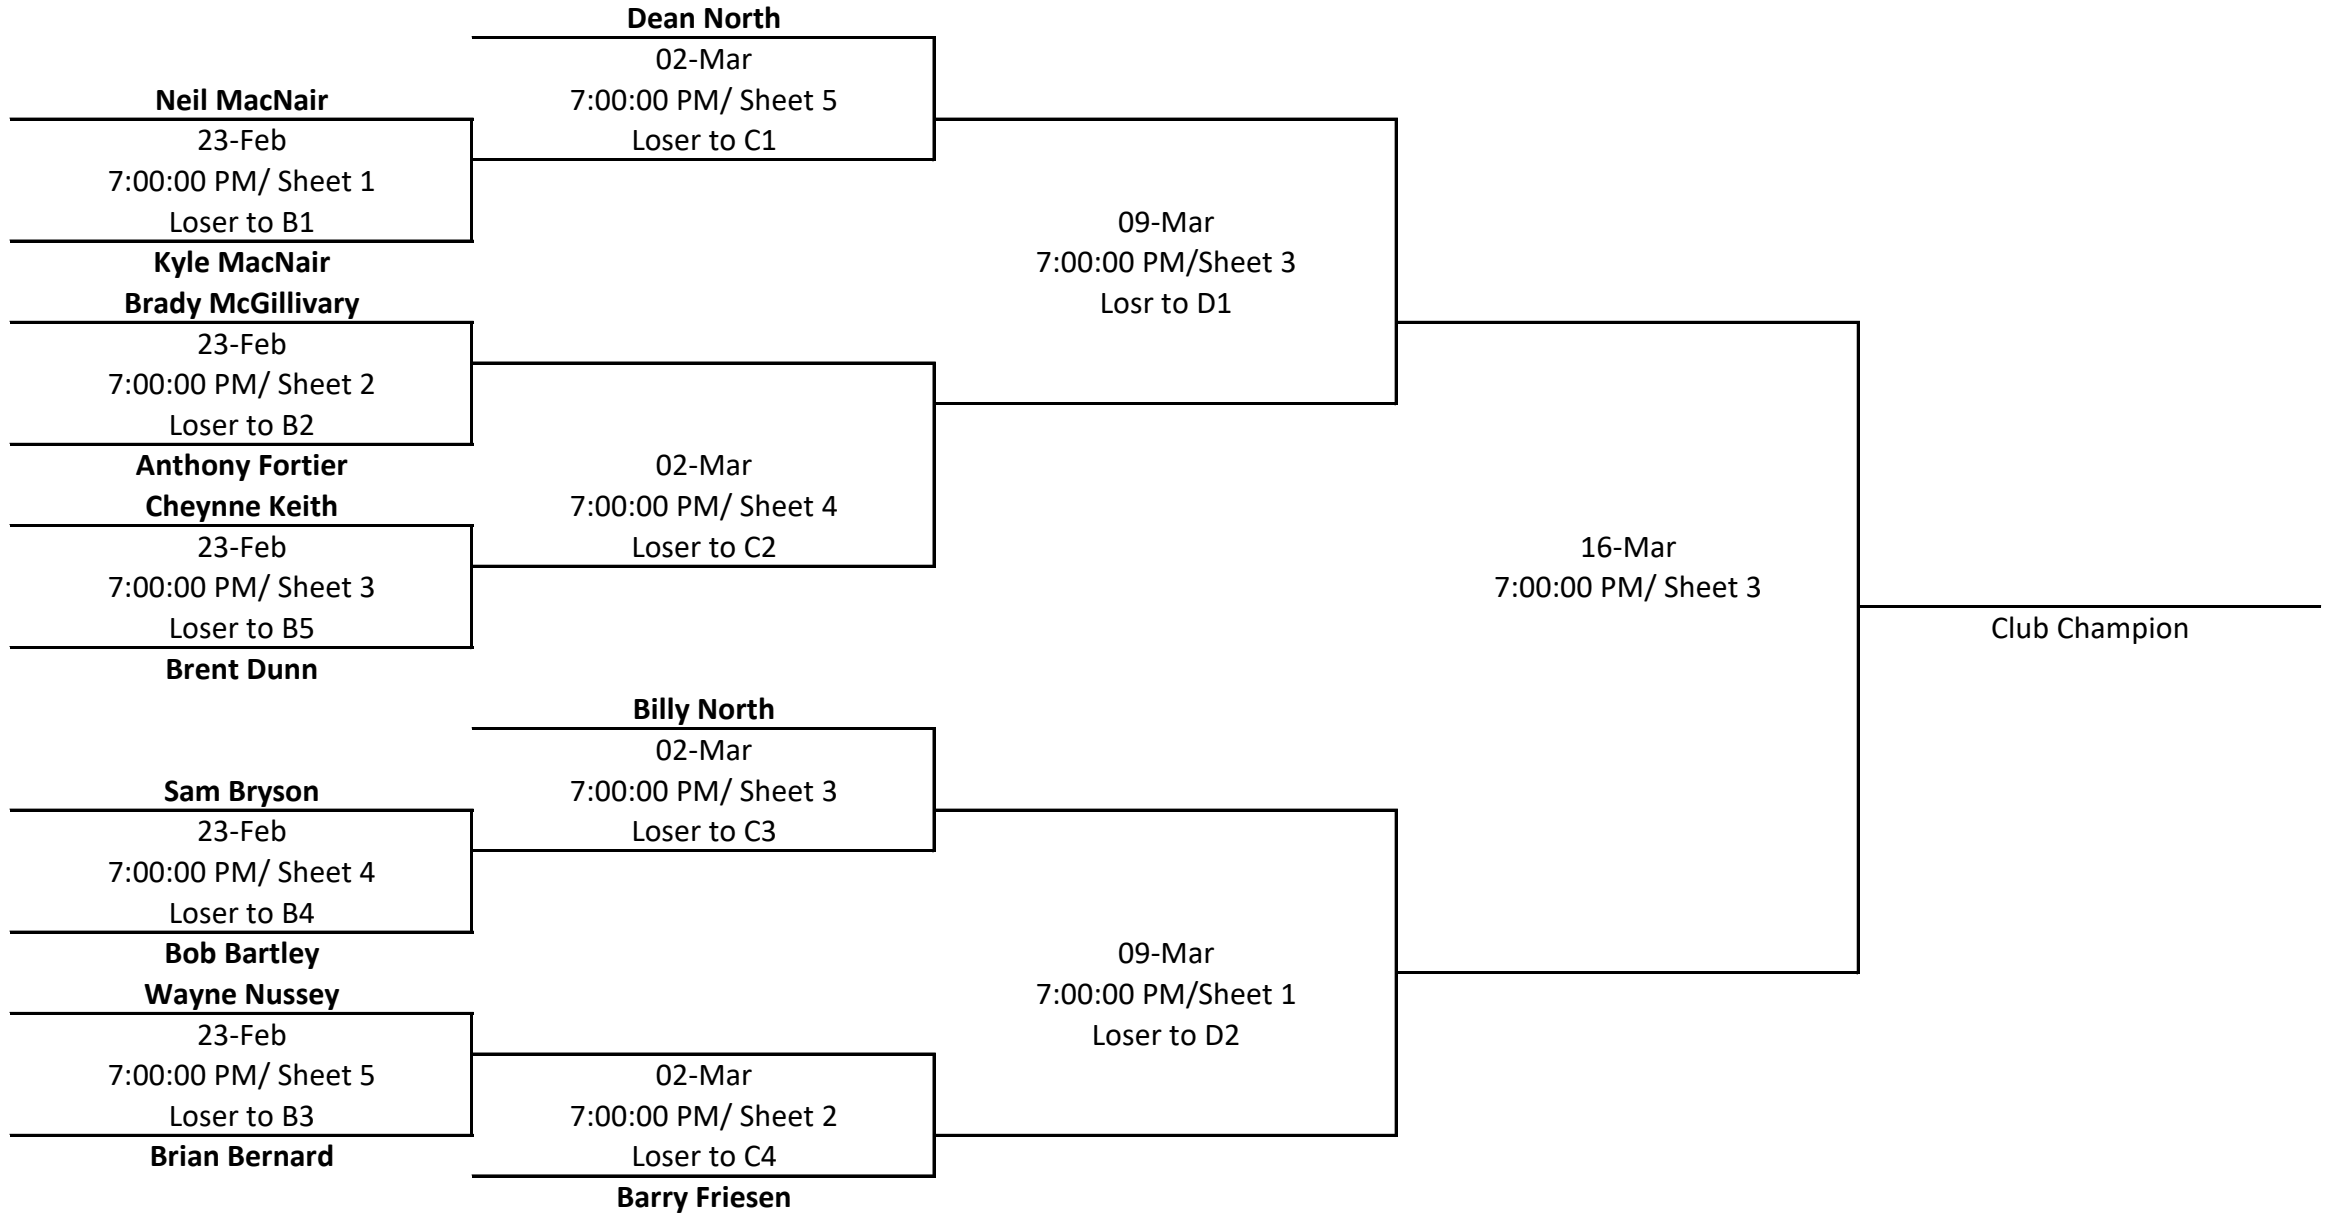 Dean North
02-Mar
7:00:00 PM/ Sheet 5
Loser to C1
Neil MacNair
23-Feb
7:00:00 PM/ Sheet 1
Loser to B1
Kyle MacNair
09-Mar
7:00:00 PM/Sheet 3
Losr to D1
Brady McGillivary
23-Feb
7:00:00 PM/ Sheet 2
Loser to B2
Anthony Fortier
02-Mar
7:00:00 PM/ Sheet 4
Loser to C2
Cheynne Keith
23-Feb
7:00:00 PM/ Sheet 3
Loser to B5
Brent Dunn
16-Mar
7:00:00 PM/ Sheet 3
Club Champion
Billy North
02-Mar
7:00:00 PM/ Sheet 3
Loser to C3
Sam Bryson
23-Feb
7:00:00 PM/ Sheet 4
Loser to B4
Bob Bartley
09-Mar
7:00:00 PM/Sheet 1
Loser to D2
Wayne Nussey
23-Feb
7:00:00 PM/ Sheet 5
Loser to B3
Brian Bernard
02-Mar
7:00:00 PM/ Sheet 2
Loser to C4
Barry Friesen